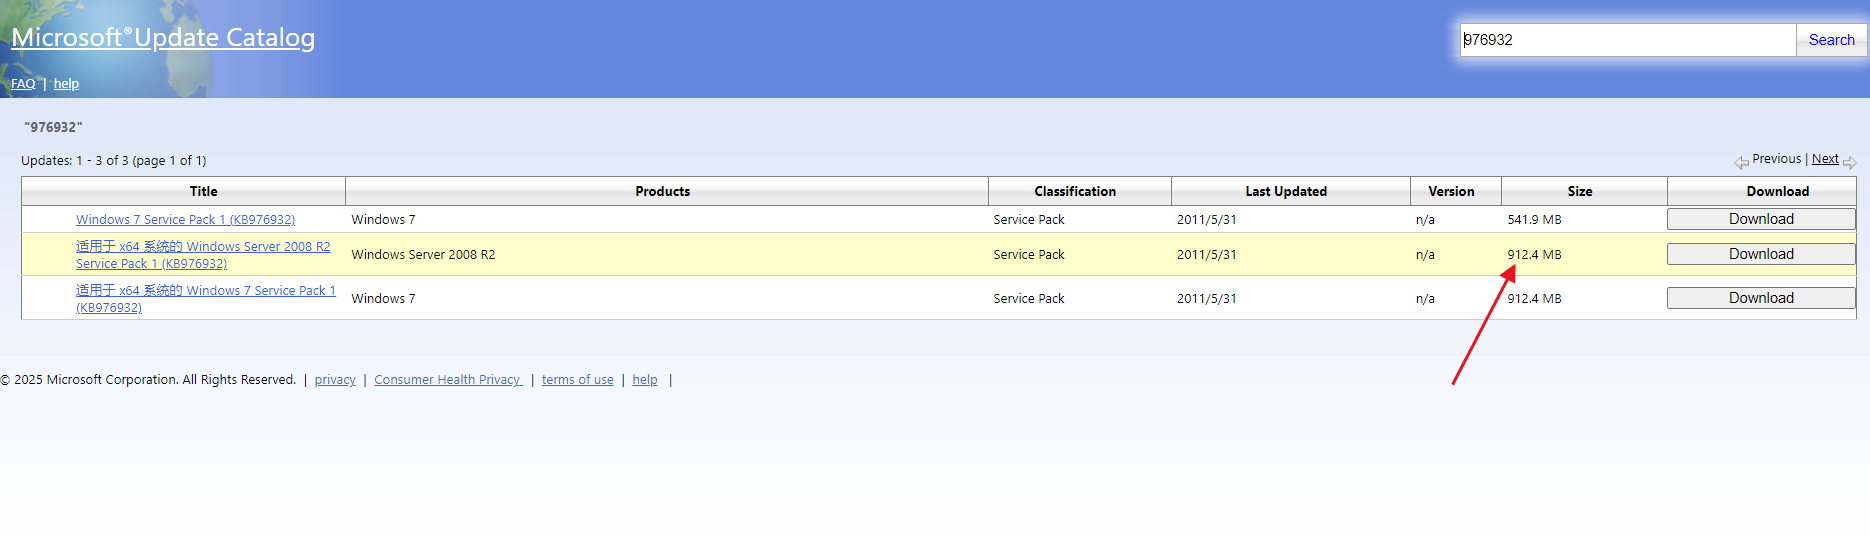 Microsoft®Update Catalog
976932
Search
FAQ | help
"976932"
Updates: 1 - 3 of 3 (page 1 of 1)
Previous | Next
Title Products Classification Last Updated Version Size Download
Windows 7 Service Pack 1 (KB976932) Windows 7 Service Pack 2011/5/31 n/a 541.9 MB Download
适用于 x64 系统的 Windows Server 2008 R2
Service Pack 1 (KB976932) Windows Server 2008 R2 Service Pack 2011/5/31 n/a 912.4 MB Download
适用于 x64 系统的 Windows 7 Service Pack 1
(KB976932) Windows 7 Service Pack 2011/5/31 n/a 912.4 MB Download
© 2025 Microsoft Corporation. All Rights Reserved. | privacy | Consumer Health Privacy | terms of use | help |